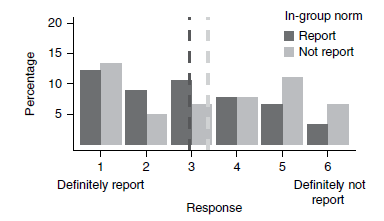 In-group norm
Report
Not report
Percentage
20
15
10
5
1 2 3 4 5 6
Definitely report
Definitely not
report
Response